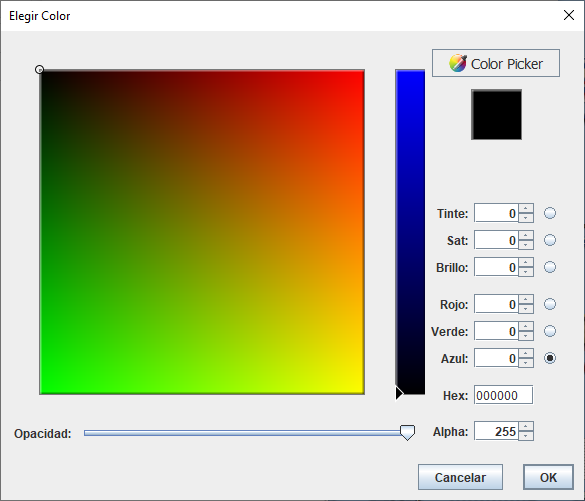 Elegir Color
Color Picker
Tinte: 0
Sat: 0
Brillo: 0
Rojo: 0
Verde: 0
Azul: 0
Hex: 000000
Opacidad:
Alpha: 255
Cancelar
OK